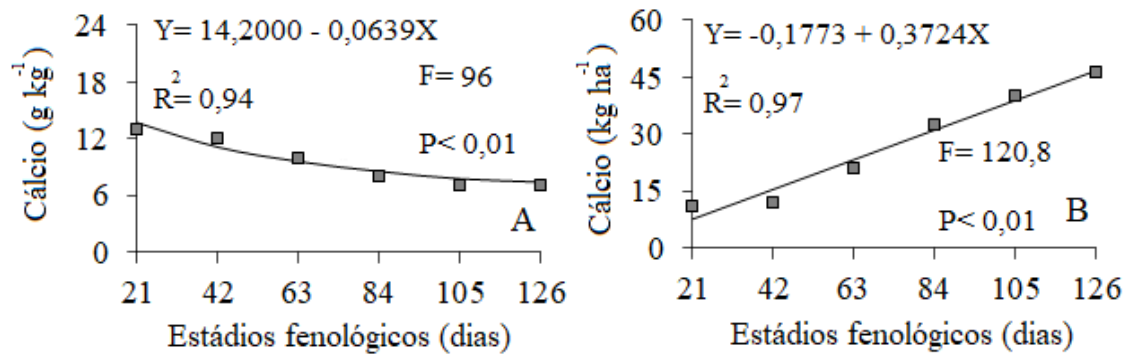 Y= 14,2000 - 0,0639X
R²= 0,94
F= 96
P< 0,01
A
24
18
12
6
0
Cálcio (g kg⁻¹)
21 42 63 84 105 126
Estádios fenológicos (dias)
Y= -0,1773 + 0,3724X
R²= 0,97
F= 120,8
P< 0,01
B
60
45
30
15
0
Cálcio (kg ha⁻¹)
21 42 63 84 105 126
Estádios fenológicos (dias)